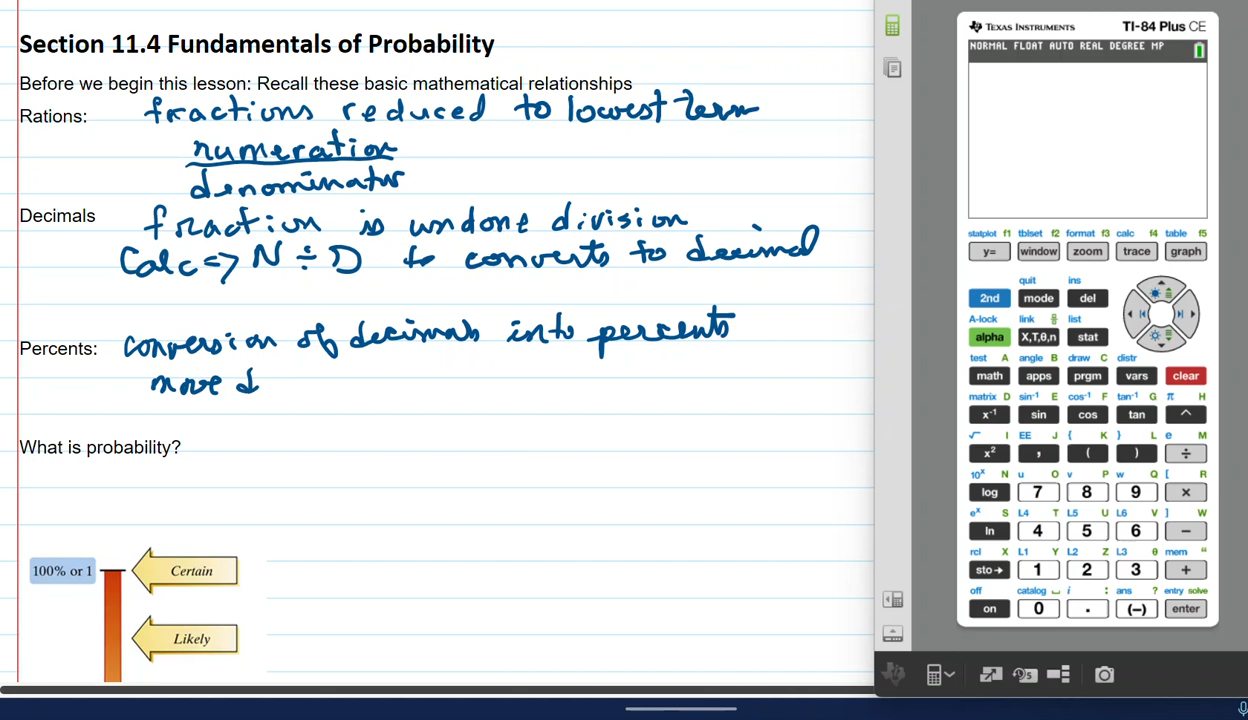 Section 11.4 Fundamentals of Probability
Before we begin this lesson: Recall these basic mathematical relationships
Rations: fractions reduced to lowest term
numeration
denominator
Decimals fraction is undone division
Calc => N ÷ D to converts to decimal
Percents: conversion of decimals into percents
move d
What is probability?
100% or 1 Certain
Likely
TEXAS INSTRUMENTS TI-84 Plus CE
NORMAL FLOAT AUTO REAL DEGREE MP
statplot f1 tblset f2 format f3 calc f4 table f5
y= window zoom trace graph
quit ins
2nd mode del
A-lock link list
alpha X,T,θ,n stat
test A angle B draw C distr
math apps prgm vars clear
matrix D sin⁻¹ E cos⁻¹ F tan⁻¹ G π H
x⁻¹ sin cos tan ^
√ I EE J { K } L e M
x² , ( ) ÷
10ˣ N u O v P w Q [ R
log 7 8 9 ×
eˣ S L4 T L5 U L6 V ] W
ln 4 5 6 −
rcl X L1 Y L2 Z L3 θ mem "
sto→ 1 2 3 +
off catalog i : ans ? entry solve
on 0 . (−) enter